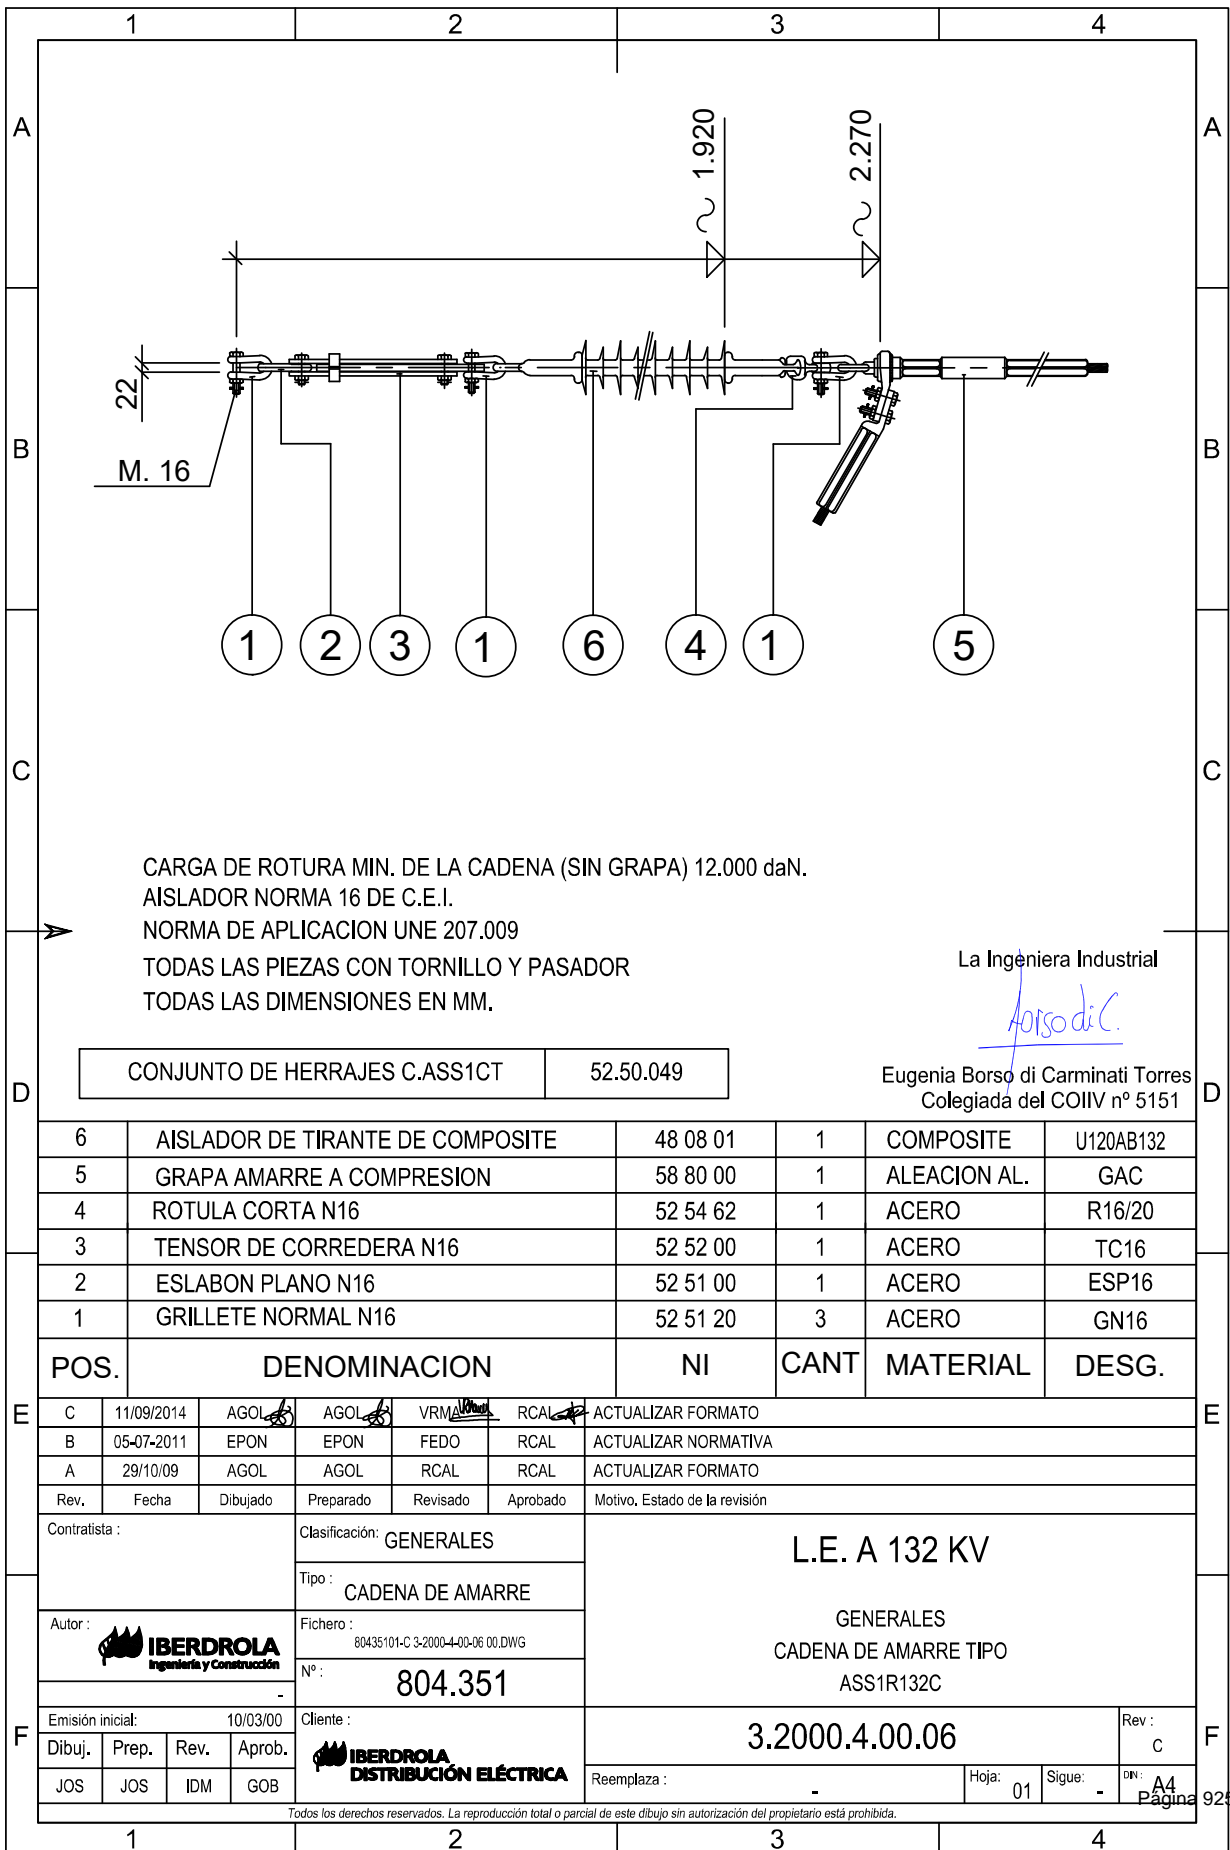 1 2 3 4
A A
~ 1.920
~ 2.270
22
M. 16
B B
1 2 3 1 6 4 1 5
C C
CARGA DE ROTURA MIN. DE LA CADENA (SIN GRAPA) 12.000 daN.
AISLADOR NORMA 16 DE C.E.I.
NORMA DE APLICACION UNE 207.009
TODAS LAS PIEZAS CON TORNILLO Y PASADOR
TODAS LAS DIMENSIONES EN MM.
La Ingeniera Industrial
Borso di C.
Eugenia Borso di Carminati Torres
Colegiada del COIIV nº 5151
CONJUNTO DE HERRAJES C.ASS1CT 52.50.049
D D
6 AISLADOR DE TIRANTE DE COMPOSITE 48 08 01 1 COMPOSITE U120AB132
5 GRAPA AMARRE A COMPRESION 58 80 00 1 ALEACION AL. GAC
4 ROTULA CORTA N16 52 54 62 1 ACERO R16/20
3 TENSOR DE CORREDERA N16 52 52 00 1 ACERO TC16
2 ESLABON PLANO N16 52 51 00 1 ACERO ESP16
1 GRILLETE NORMAL N16 52 51 20 3 ACERO GN16
POS. DENOMINACION NI CANT MATERIAL DESG.
E E
C 11/09/2014 AGOL AGOL VRMA RCAL ACTUALIZAR FORMATO
B 05-07-2011 EPON EPON FEDO RCAL ACTUALIZAR NORMATIVA
A 29/10/09 AGOL AGOL RCAL RCAL ACTUALIZAR FORMATO
Rev. Fecha Dibujado Preparado Revisado Aprobado Motivo. Estado de la revisión
Contratista :
Clasificación: GENERALES
Tipo : CADENA DE AMARRE
L.E. A 132 KV
GENERALES
CADENA DE AMARRE TIPO
ASS1R132C
Autor :
IBERDROLA
Ingeniería y Construcción
-
Fichero :
80435101-C 3-2000-4-00-06 00.DWG
Nº : 804.351
F F
Emisión inicial: 10/03/00
Dibuj. Prep. Rev. Aprob.
JOS JOS IDM GOB
Cliente :
IBERDROLA
DISTRIBUCIÓN ELÉCTRICA
3.2000.4.00.06
Rev : C
Reemplaza : -
Hoja: 01
Sigue: -
DIN : A4
Página 925
Todos los derechos reservados. La reproducción total o parcial de este dibujo sin autorización del propietario está prohibida.
1 2 3 4